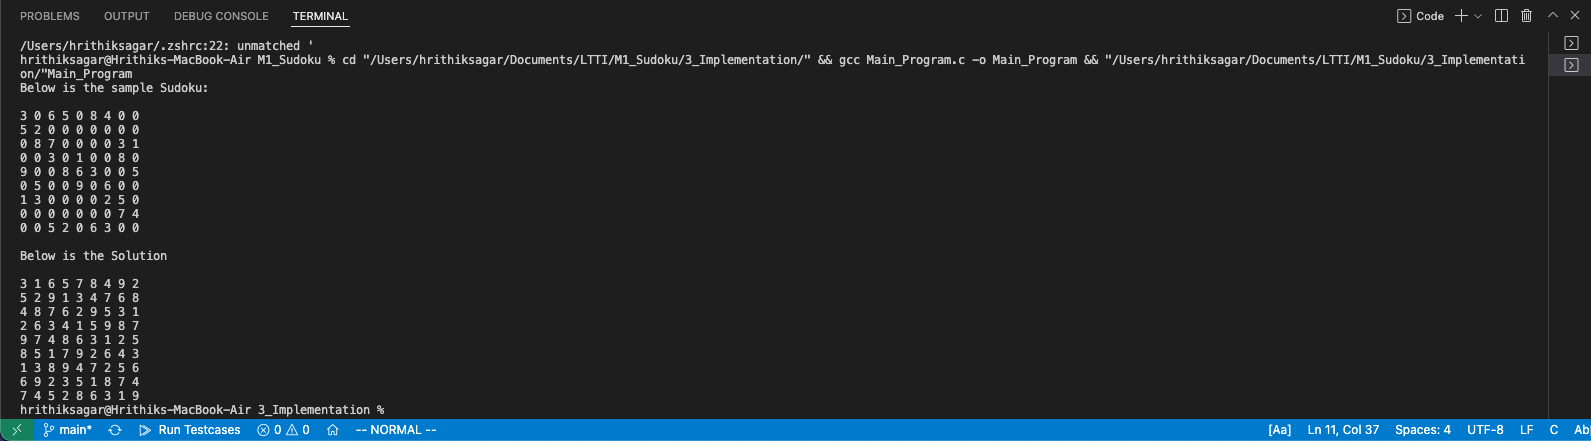 PROBLEMS OUTPUT DEBUG CONSOLE TERMINAL Code
/Users/hrithiksagar/.zshrc:22: unmatched '
hrithiksagar@Hrithiks-MacBook-Air M1_Sudoku % cd "/Users/hrithiksagar/Documents/LTTI/M1_Sudoku/3_Implementation/" && gcc Main_Program.c -o Main_Program && "/Users/hrithiksagar/Documents/LTTI/M1_Sudoku/3_Implementati
on/"Main_Program
Below is the sample Sudoku:
3 0 6 5 0 8 4 0 0
5 2 0 0 0 0 0 0 0
0 8 7 0 0 0 0 3 1
0 0 3 0 1 0 0 8 0
9 0 0 8 6 3 0 0 5
0 5 0 0 9 0 6 0 0
1 3 0 0 0 0 2 5 0
0 0 0 0 0 0 0 7 4
0 0 5 2 0 6 3 0 0
Below is the Solution
3 1 6 5 7 8 4 9 2
5 2 9 1 3 4 7 6 8
4 8 7 6 2 9 5 3 1
2 6 3 4 1 5 9 8 7
9 7 4 8 6 3 1 2 5
8 5 1 7 9 2 6 4 3
1 3 8 9 4 7 2 5 6
6 9 2 3 5 1 8 7 4
7 4 5 2 8 6 3 1 9
hrithiksagar@Hrithiks-MacBook-Air 3_Implementation %
main* Run Testcases 0 0 -- NORMAL -- [Aa] Ln 11, Col 37 Spaces: 4 UTF-8 LF C Ab